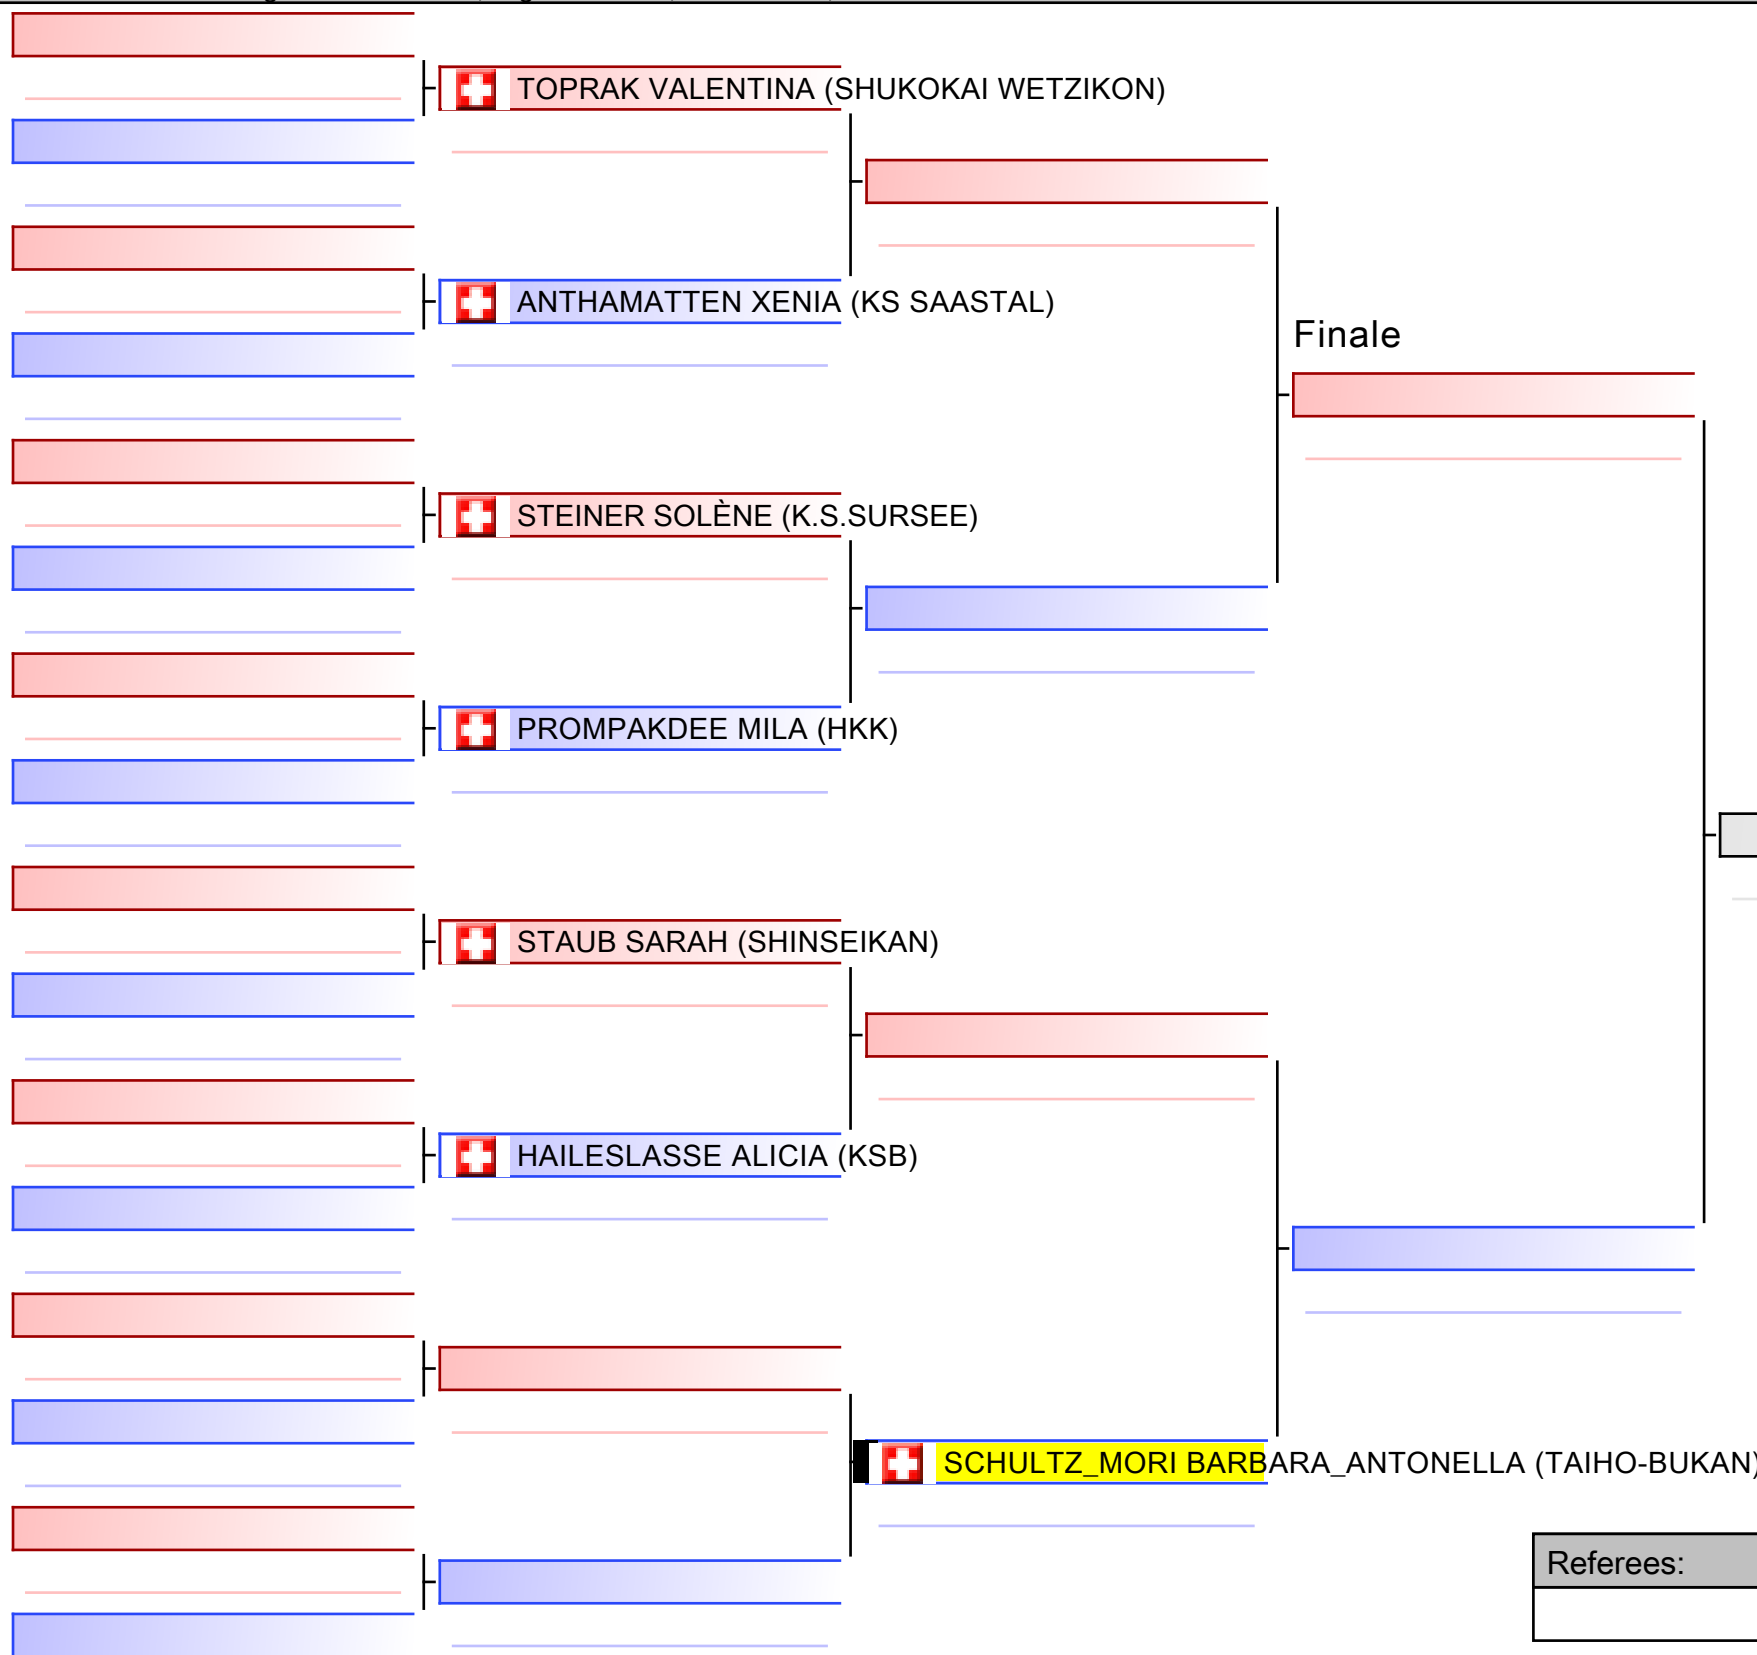 TOPRAK VALENTINA (SHUKOKAI WETZIKON)
ANTHAMATTEN XENIA (KS SAASTAL)
Finale
STEINER SOLÈNE (K.S.SURSEE)
PROMPAKDEE MILA (HKK)
STAUB SARAH (SHINSEIKAN)
HAILESLASSE ALICIA (KSB)
SCHULTZ_MORI BARBARA_ANTONELLA (TAIHO-BUKAN)
Referees: